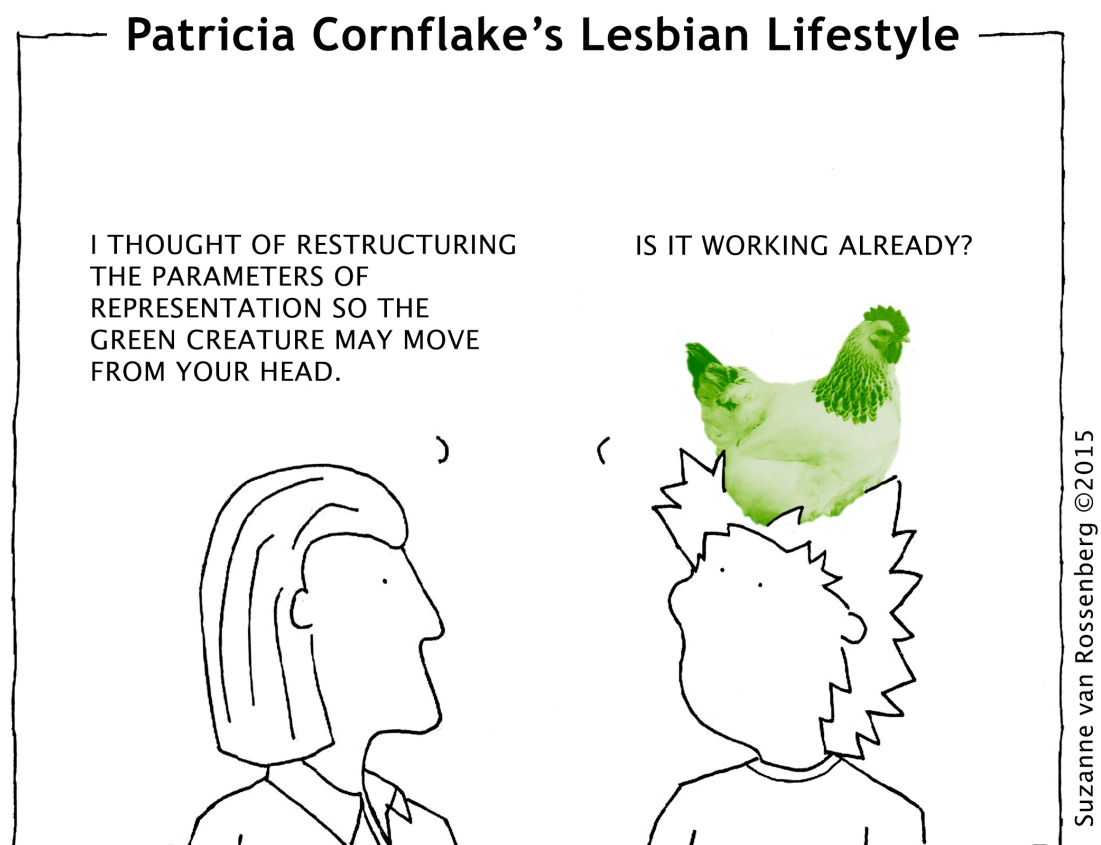 Patricia Cornflake’s Lesbian Lifestyle
I THOUGHT OF RESTRUCTURING
THE PARAMETERS OF
REPRESENTATION SO THE
GREEN CREATURE MAY MOVE
FROM YOUR HEAD.
IS IT WORKING ALREADY?
Suzanne van Rossenberg ©2015